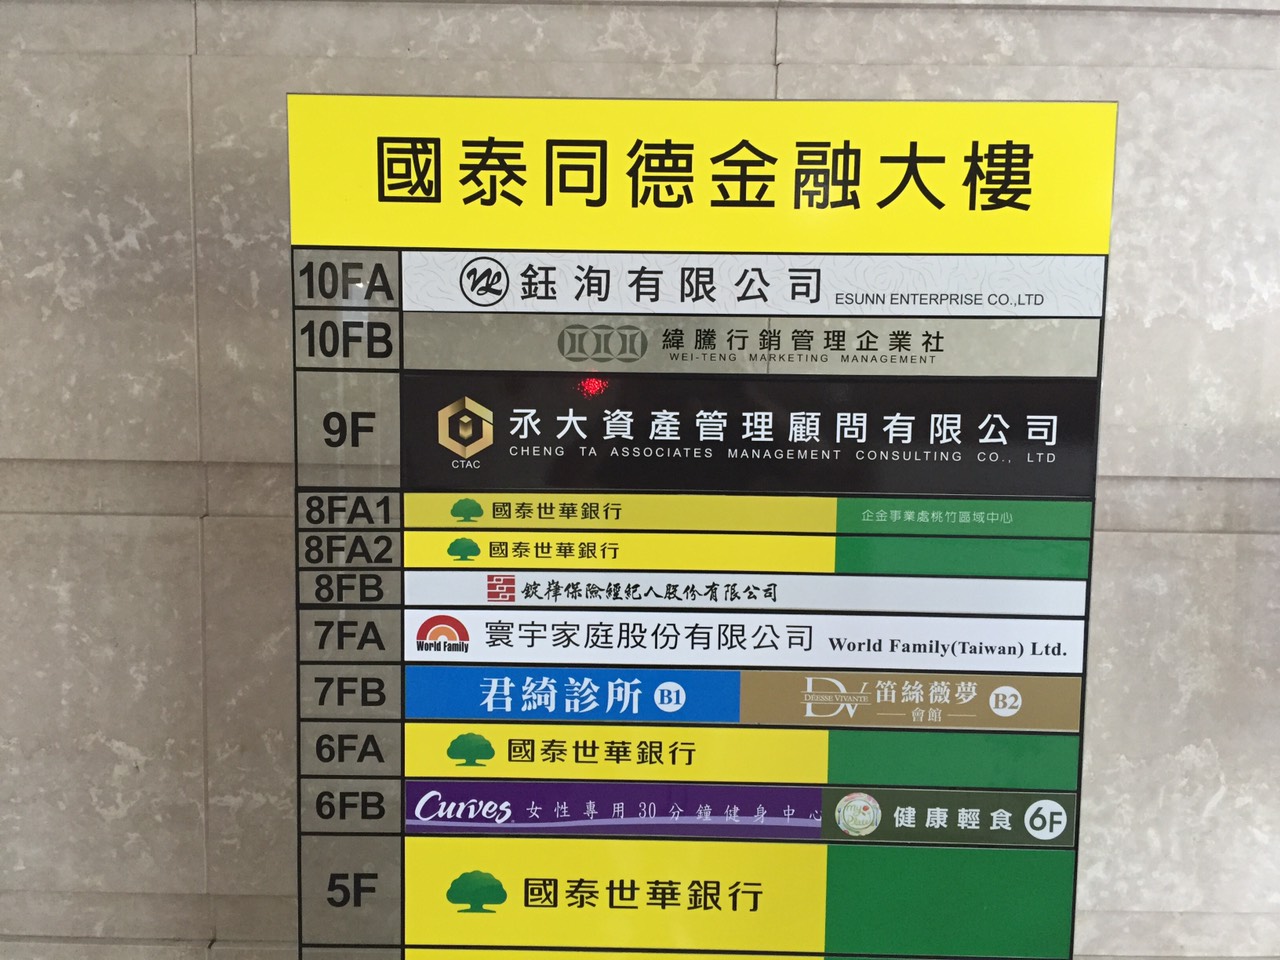 國泰同德金融大樓
10FA 鈺洵有限公司 ESUNN ENTERPRISE CO.,LTD
10FB 緯騰行銷管理企業社
WEI-TENG MARKETING MANAGEMENT
9F 丞大資產管理顧問有限公司
CTAC CHENG TA ASSOCIATES MANAGEMENT CONSULTING CO., LTD
8FA1 國泰世華銀行 企金事業處桃竹區域中心
8FA2 國泰世華銀行
8FB 錠嵂保險經紀人股份有限公司
7FA World Family 寰宇家庭股份有限公司 World Family(Taiwan) Ltd.
7FB 君綺診所 B1 DV DÉESSE VIVANTE 笛絲薇夢 會館 B2
6FA 國泰世華銀行
6FB Curves 女性專用30分鐘健身中心 健康輕食 6F
5F 國泰世華銀行